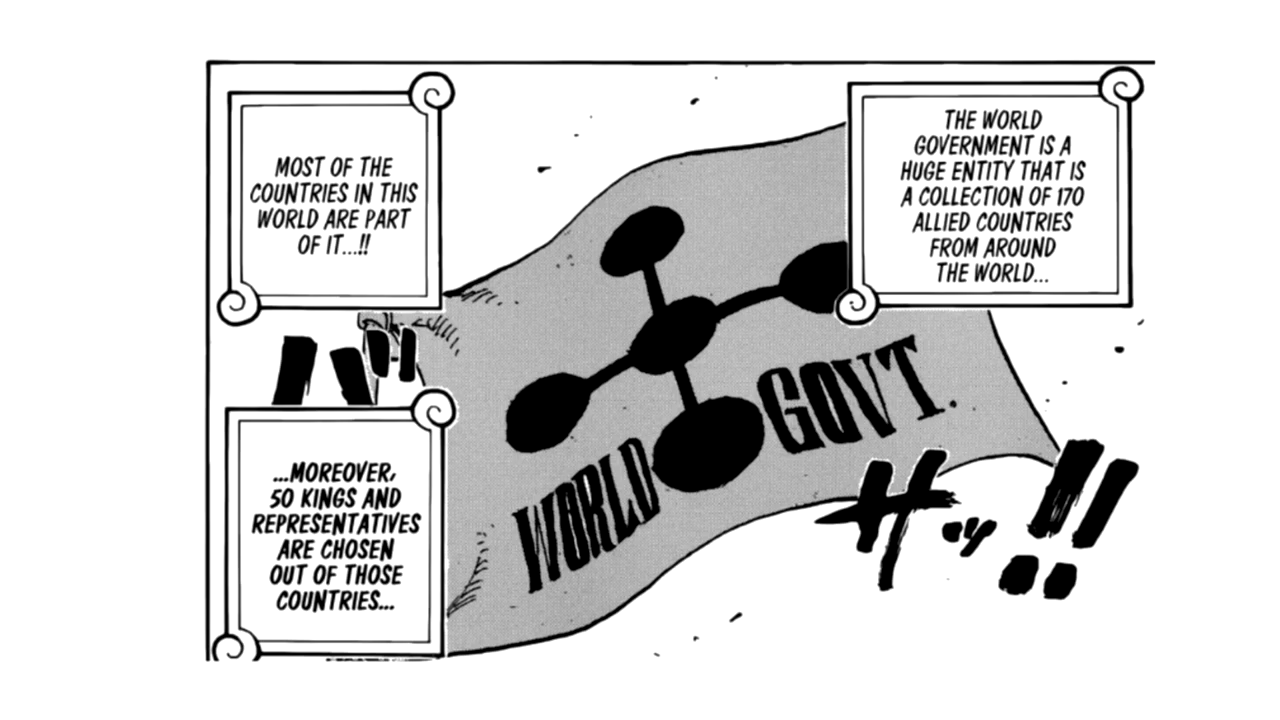 THE WORLD
GOVERNMENT IS A
HUGE ENTITY THAT IS
A COLLECTION OF 170
ALLIED COUNTRIES
FROM AROUND
THE WORLD...
MOST OF THE
COUNTRIES IN THIS
WORLD ARE PART
OF IT...!!
WORLD GOVT.
バ
ザッ!!
...MOREOVER,
50 KINGS AND
REPRESENTATIVES
ARE CHOSEN
OUT OF THOSE
COUNTRIES...